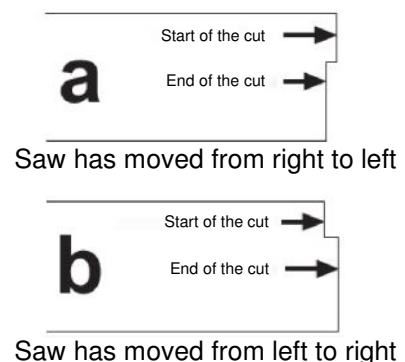 Start of the cut
a
End of the cut
Saw has moved from right to left
Start of the cut
b
End of the cut
Saw has moved from left to right